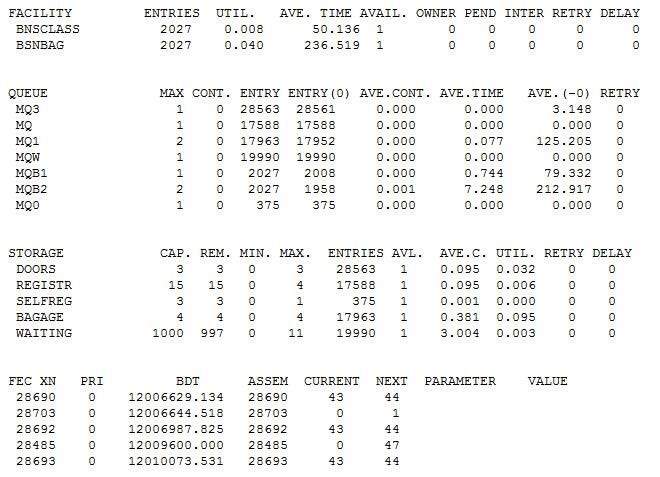 FACILITY ENTRIES UTIL. AVE. TIME AVAIL. OWNER PEND INTER RETRY DELAY
BNSCLASS 2027 0.008 50.136 1 0 0 0 0 0
BSNBAG 2027 0.040 236.519 1 0 0 0 0 0
QUEUE MAX CONT. ENTRY ENTRY(0) AVE.CONT. AVE.TIME AVE.(-0) RETRY
MQ3 1 0 28563 28561 0.000 0.000 3.148 0
MQ 1 0 17588 17588 0.000 0.000 0.000 0
MQ1 2 0 17963 17952 0.000 0.077 125.205 0
MQW 1 0 19990 19990 0.000 0.000 0.000 0
MQB1 1 0 2027 2008 0.000 0.744 79.332 0
MQB2 2 0 2027 1958 0.001 7.248 212.917 0
MQ0 1 0 375 375 0.000 0.000 0.000 0
STORAGE CAP. REM. MIN. MAX. ENTRIES AVL. AVE.C. UTIL. RETRY DELAY
DOORS 3 3 0 3 28563 1 0.095 0.032 0 0
REGISTR 15 15 0 4 17588 1 0.095 0.006 0 0
SELFREG 3 3 0 1 375 1 0.001 0.000 0 0
BAGAGE 4 4 0 4 17963 1 0.381 0.095 0 0
WAITING 1000 997 0 11 19990 1 3.004 0.003 0 0
FEC XN PRI BDT ASSEM CURRENT NEXT PARAMETER VALUE
28690 0 12006629.134 28690 43 44
28703 0 12006644.518 28703 0 1
28692 0 12006987.825 28692 43 44
28485 0 12009600.000 28485 0 47
28693 0 12010073.531 28693 43 44